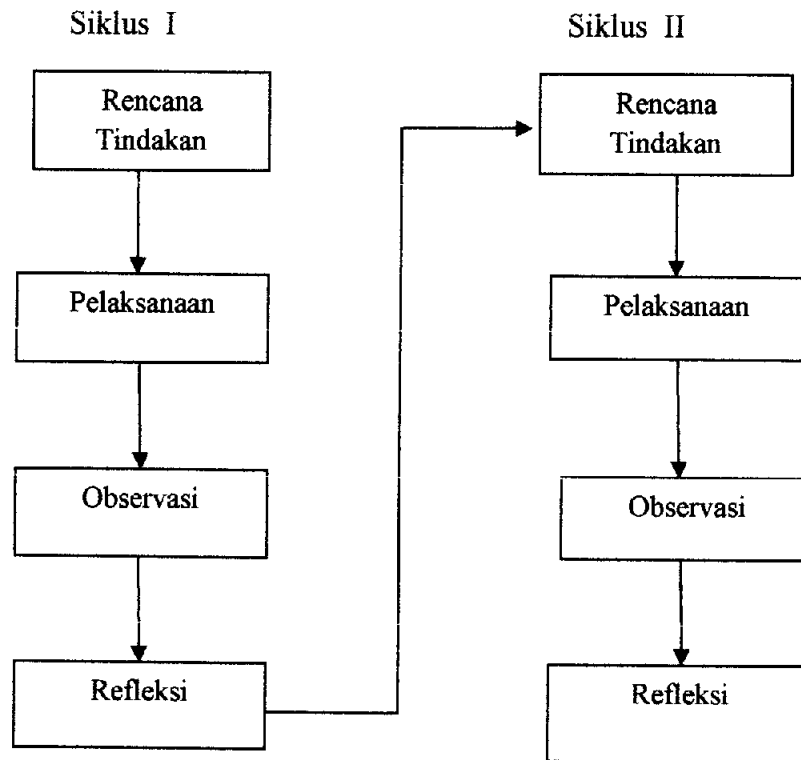 Siklus I
Rencana
Tindakan
Pelaksanaan
Observasi
Refleksi
Siklus II
Rencana
Tindakan
Pelaksanaan
Observasi
Refleksi